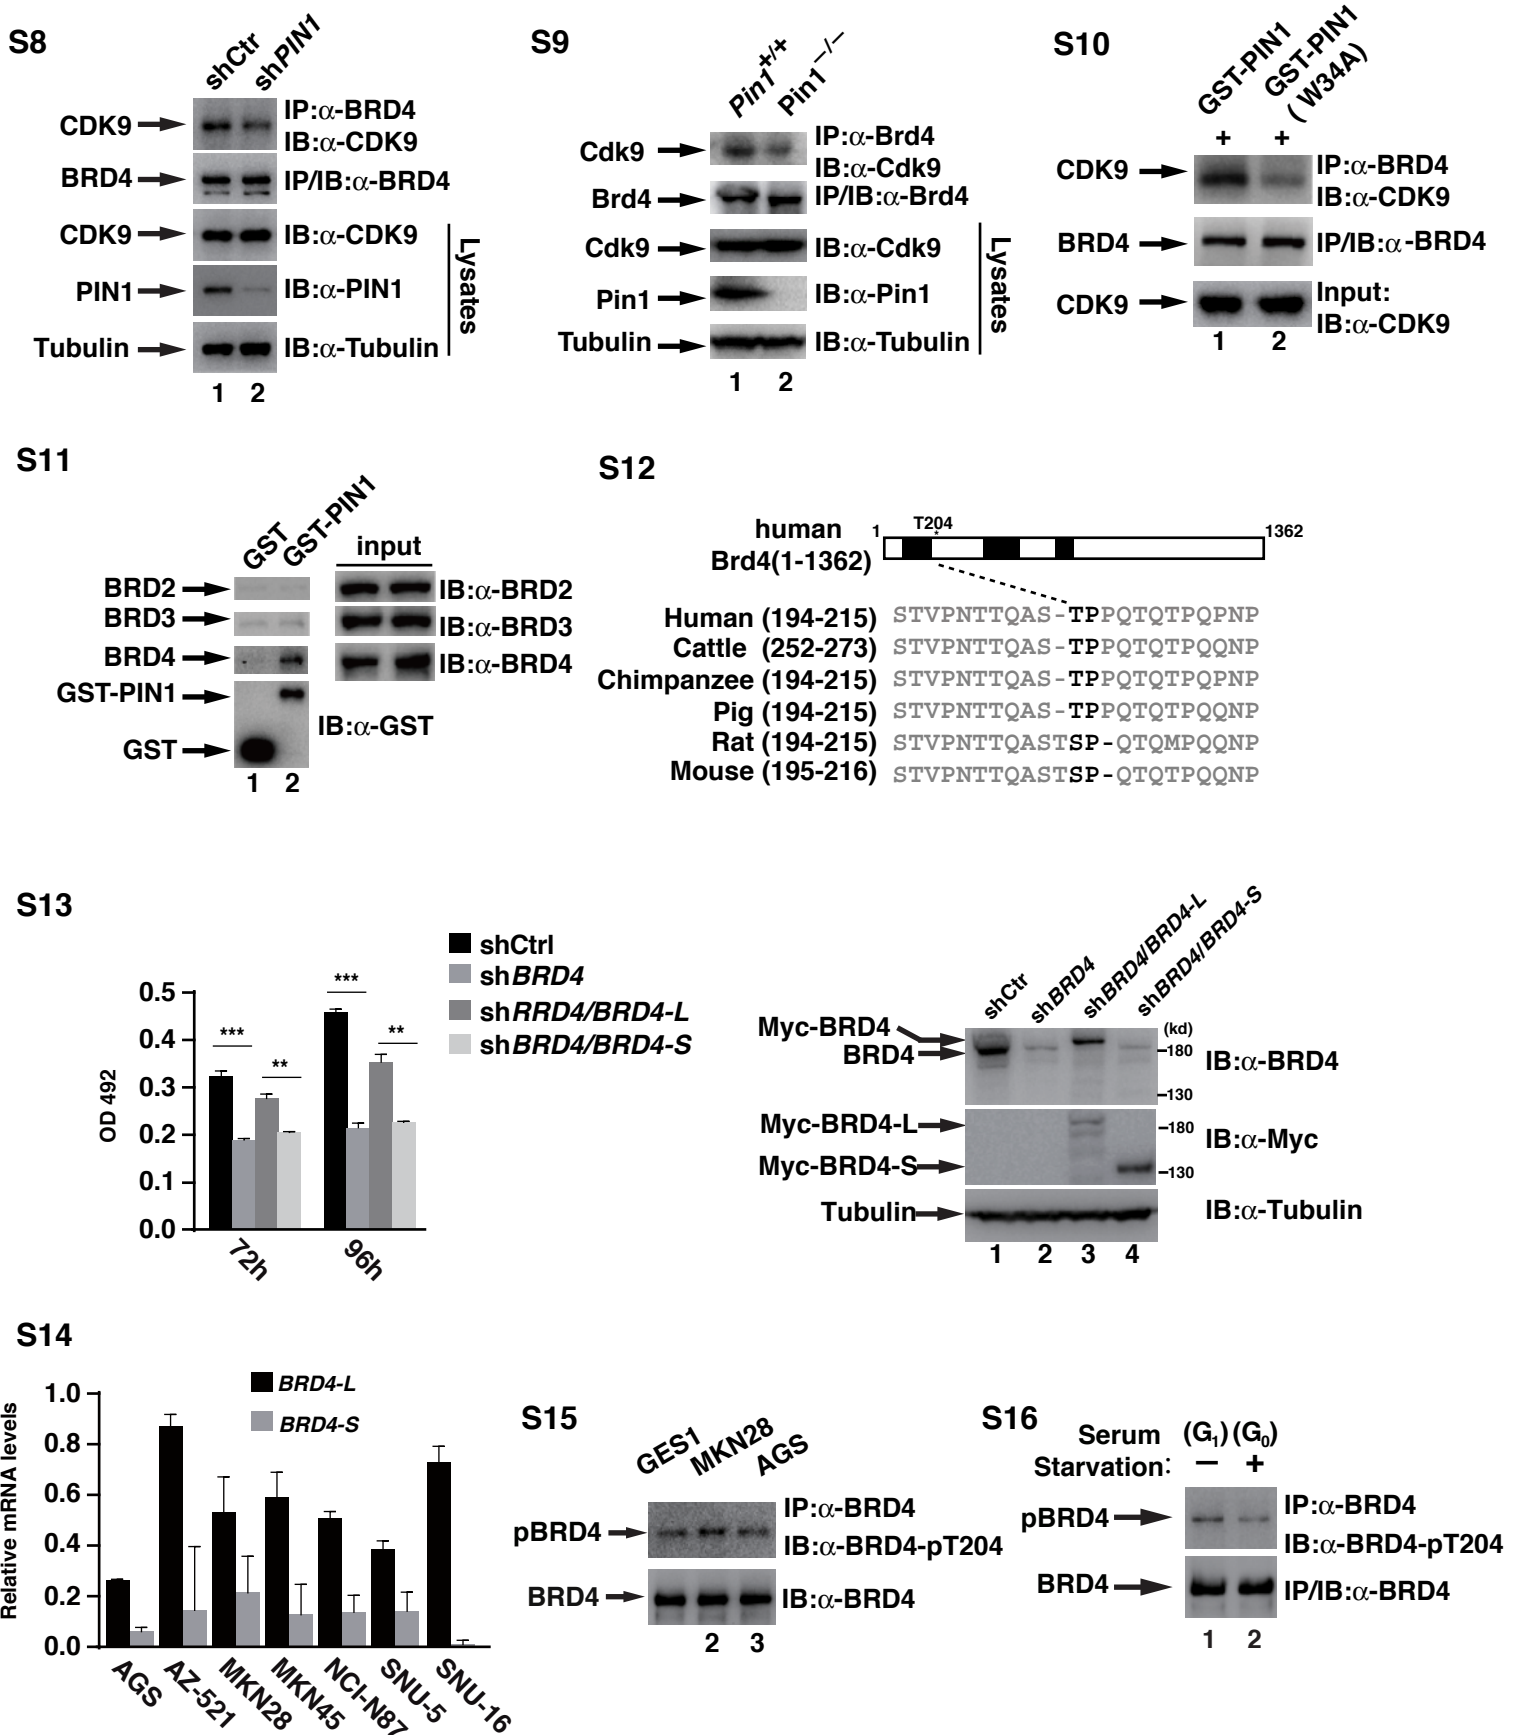 S8
shCtr
shPIN1
CDK9
IP:α-BRD4
IB:α-CDK9
BRD4
IP/IB:α-BRD4
CDK9
IB:α-CDK9
PIN1
IB:α-PIN1
Tubulin
IB:α-Tubulin
Lysates
1 2
S9
Pin1+/+
Pin1−/−
Cdk9
IP:α-Brd4
IB:α-Cdk9
Brd4
IP/IB:α-Brd4
Cdk9
IB:α-Cdk9
Pin1
IB:α-Pin1
Tubulin
IB:α-Tubulin
Lysates
1 2
S10
GST-PIN1
GST-PIN1
( W34A)
+ +
CDK9
IP:α-BRD4
IB:α-CDK9
BRD4
IP/IB:α-BRD4
CDK9
Input:
IB:α-CDK9
1 2
S11
GST
GST-PIN1
input
BRD2
IB:α-BRD2
BRD3
IB:α-BRD3
BRD4
IB:α-BRD4
GST-PIN1
IB:α-GST
GST
1 2
S12
human
Brd4(1-1362)
1
T204
*
1362
Human (194-215) STVPNTTQAS-TPPQTQTPQPNP
Cattle (252-273) STVPNTTQAS-TPPQTQTPQPNP
Chimpanzee (194-215) STVPNTTQAS-TPPQTQTPQPNP
Pig (194-215) STVPNTTQAS-TPPQTQTPQQNP
Rat (194-215) STVPNTTQASTSP-QTQMPQQNP
Mouse (195-216) STVPNTTQASTSP-QTQTPQQNP
S13
shCtrl
shBRD4
shRRD4/BRD4-L
shBRD4/BRD4-S
OD 492
0.5
0.4
0.3
0.2
0.1
0.0
***
**
***
**
72h
96h
shCtr
shBRD4
shBRD4/BRD4-L
shBRD4/BRD4-S
Myc-BRD4
BRD4
(kd)
180
130
IB:α-BRD4
Myc-BRD4-L
Myc-BRD4-S
180
130
IB:α-Myc
Tubulin
IB:α-Tubulin
1 2 3 4
S14
BRD4-L
BRD4-S
Relative mRNA levels
1.0
0.8
0.6
0.4
0.2
0.0
AGS
AZ-521
MKN28
MKN45
NCI-N87
SNU-5
SNU-16
S15
GES1
MKN28
AGS
pBRD4
IP:α-BRD4
IB:α-BRD4-pT204
BRD4
IB:α-BRD4
2 3
S16
Serum
Starvation:
(G1) (G0)
− +
pBRD4
IP:α-BRD4
IB:α-BRD4-pT204
BRD4
IP/IB:α-BRD4
1 2